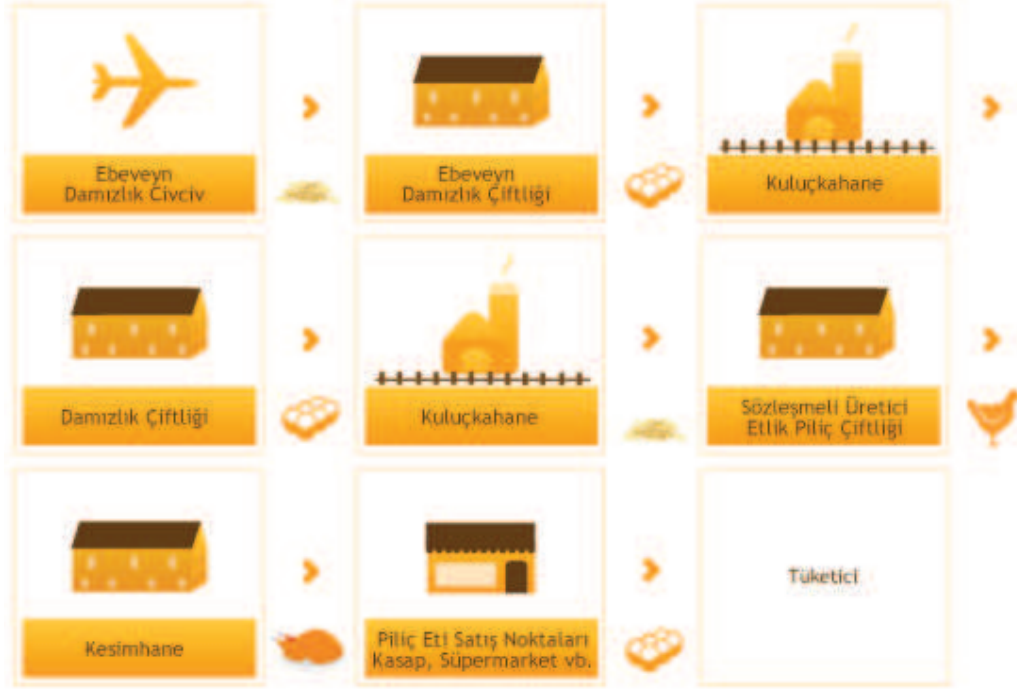 Ebeveyn
Damızlık Civciv
Ebeveyn
Damızlık Çiftliği
Kuluçkahane
Damızlık Çiftliği
Kuluçkahane
Sözleşmeli Üretici
Etlik Piliç Çiftliği
Kesimhane
Piliç Eti Satış Noktaları
Kasap, Süpermarket vb.
Tüketici